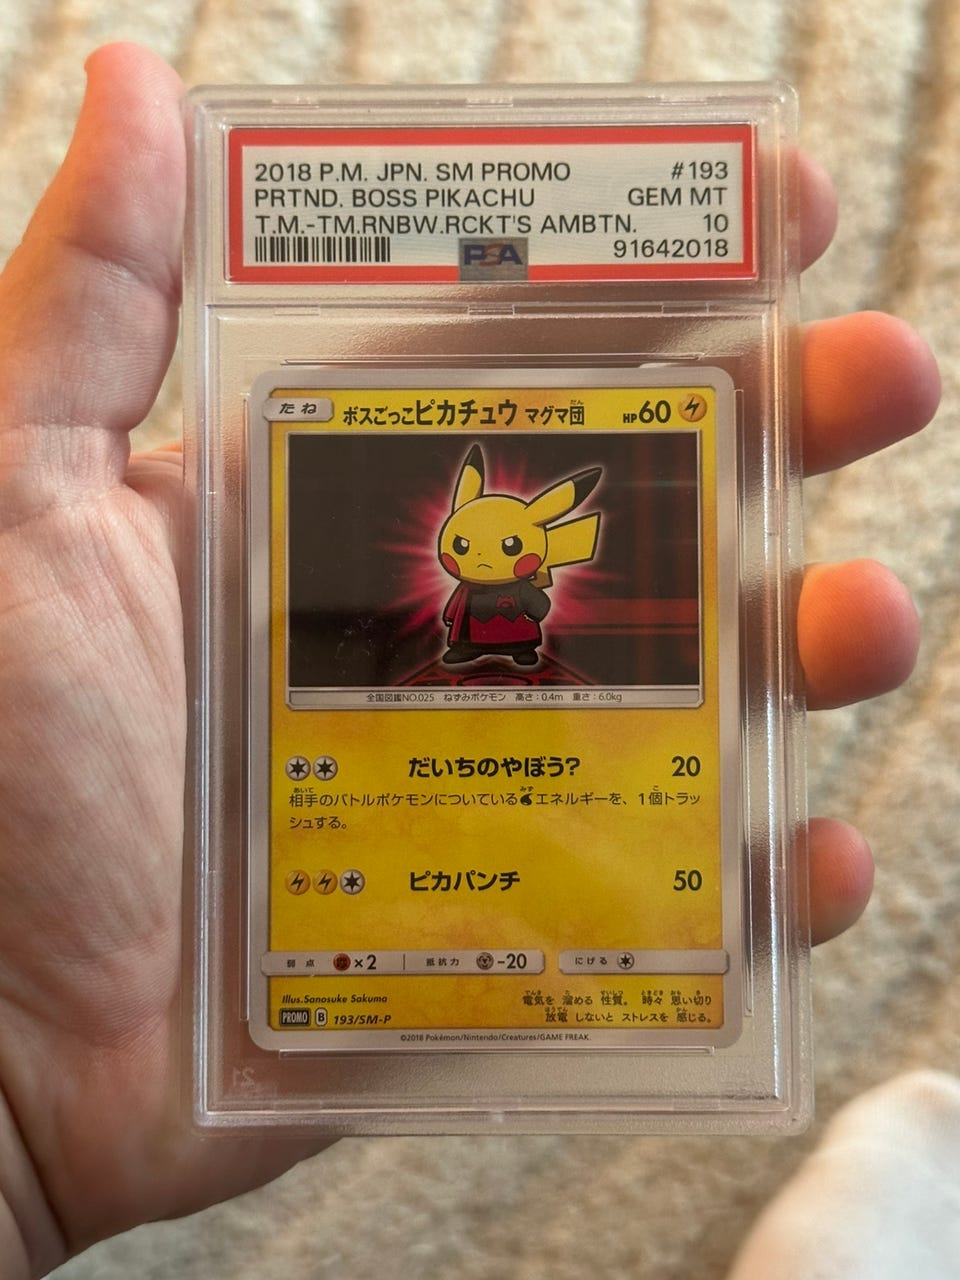 2018 P.M. JPN. SM PROMO #193
PRTND. BOSS PIKACHU GEM MT
T.M.-TM.RNBW.RCKT'S AMBTN. 10
PSA 91642018
たね ボスごっこピカチュウ マグマ団 HP60
全国図鑑NO.025 ねずみポケモン 高さ:0.4m 重さ:6.0kg
だいちのやぼう? 20
相手のバトルポケモンについているエネルギーを、1個トラッ
シュする。
ピカパンチ 50
弱点 ×2 抵抗力 -20 にげる
Illus.Sanosuke Sakuma
電気を 溜める 性質。 時々 思い切り
放電 しないと ストレスを 感じる。
PROMO B 193/SM-P
©2018 Pokémon/Nintendo/Creatures/GAME FREAK.